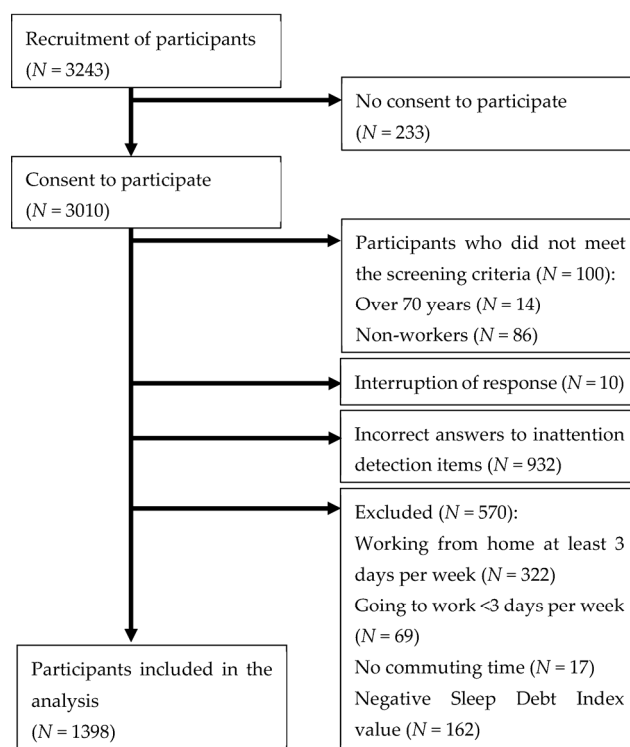 Recruitment of participants
(N = 3243)
No consent to participate
(N = 233)
Consent to participate
(N = 3010)
Participants who did not meet
the screening criteria (N = 100):
Over 70 years (N = 14)
Non-workers (N = 86)
Interruption of response (N = 10)
Incorrect answers to inattention
detection items (N = 932)
Excluded (N = 570):
Working from home at least 3
days per week (N = 322)
Going to work <3 days per week
(N = 69)
No commuting time (N = 17)
Negative Sleep Debt Index
value (N = 162)
Participants included in the
analysis
(N = 1398)